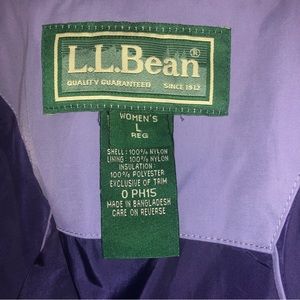 L.L.Bean®
QUALITY GUARANTEED SINCE 1912
WOMEN'S
L
REG
SHELL: 100% NYLON
LINING: 100% NYLON
INSULATION:
100% POLYESTER
EXCLUSIVE OF TRIM
0 PH15
MADE IN BANGLADESH
CARE ON REVERSE